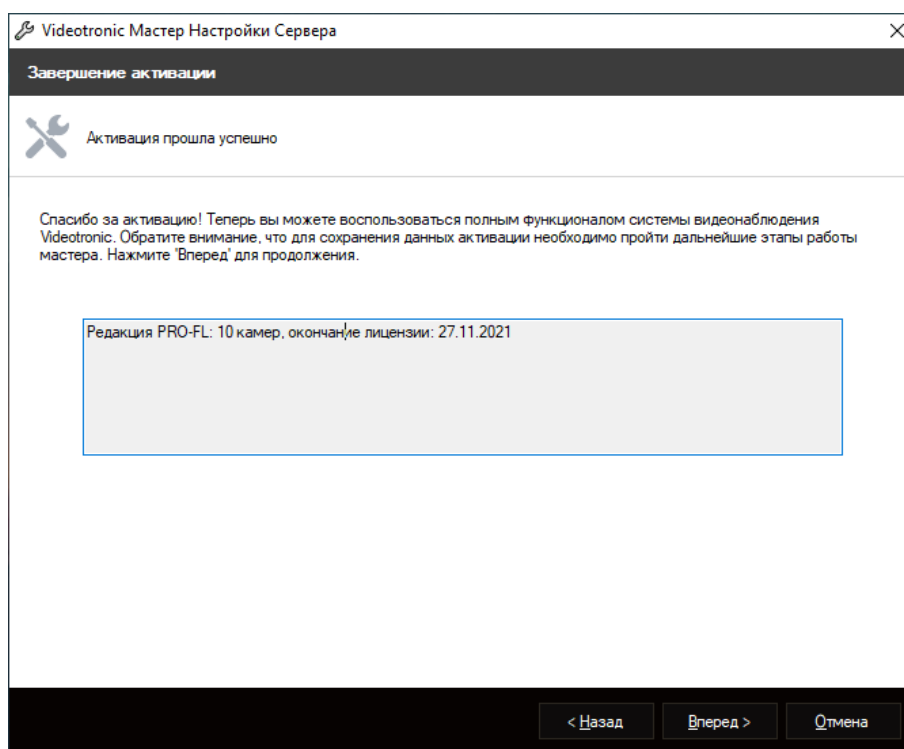 Videotronic Мастер Настройки Сервера
Завершение активации
Активация прошла успешно
Спасибо за активацию! Теперь вы можете воспользоваться полным функционалом системы видеонаблюдения
Videotronic. Обратите внимание, что для сохранения данных активации необходимо пройти дальнейшие этапы работы
мастера. Нажмите 'Вперед' для продолжения.
Редакция PRO-FL: 10 камер, окончание лицензии: 27.11.2021
< Назад
Вперед >
Отмена